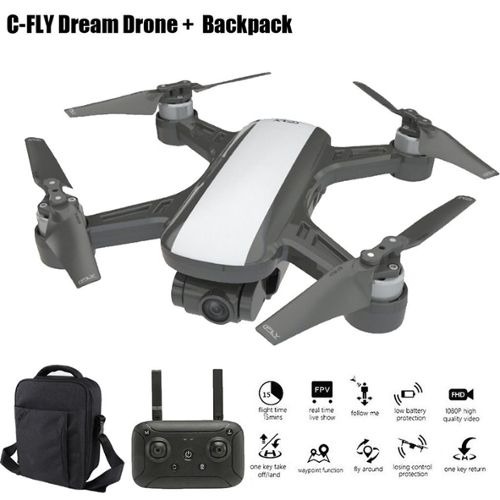 C-FLY Dream Drone + Backpack
C-FLY
C-FLY
15
FPV
FHD
flight time
15mins
real time
live show
follow me
low battery
protection
1080P high
quality video
one key take
off/land
waypoint function
fly around
losing control
protection
one key return